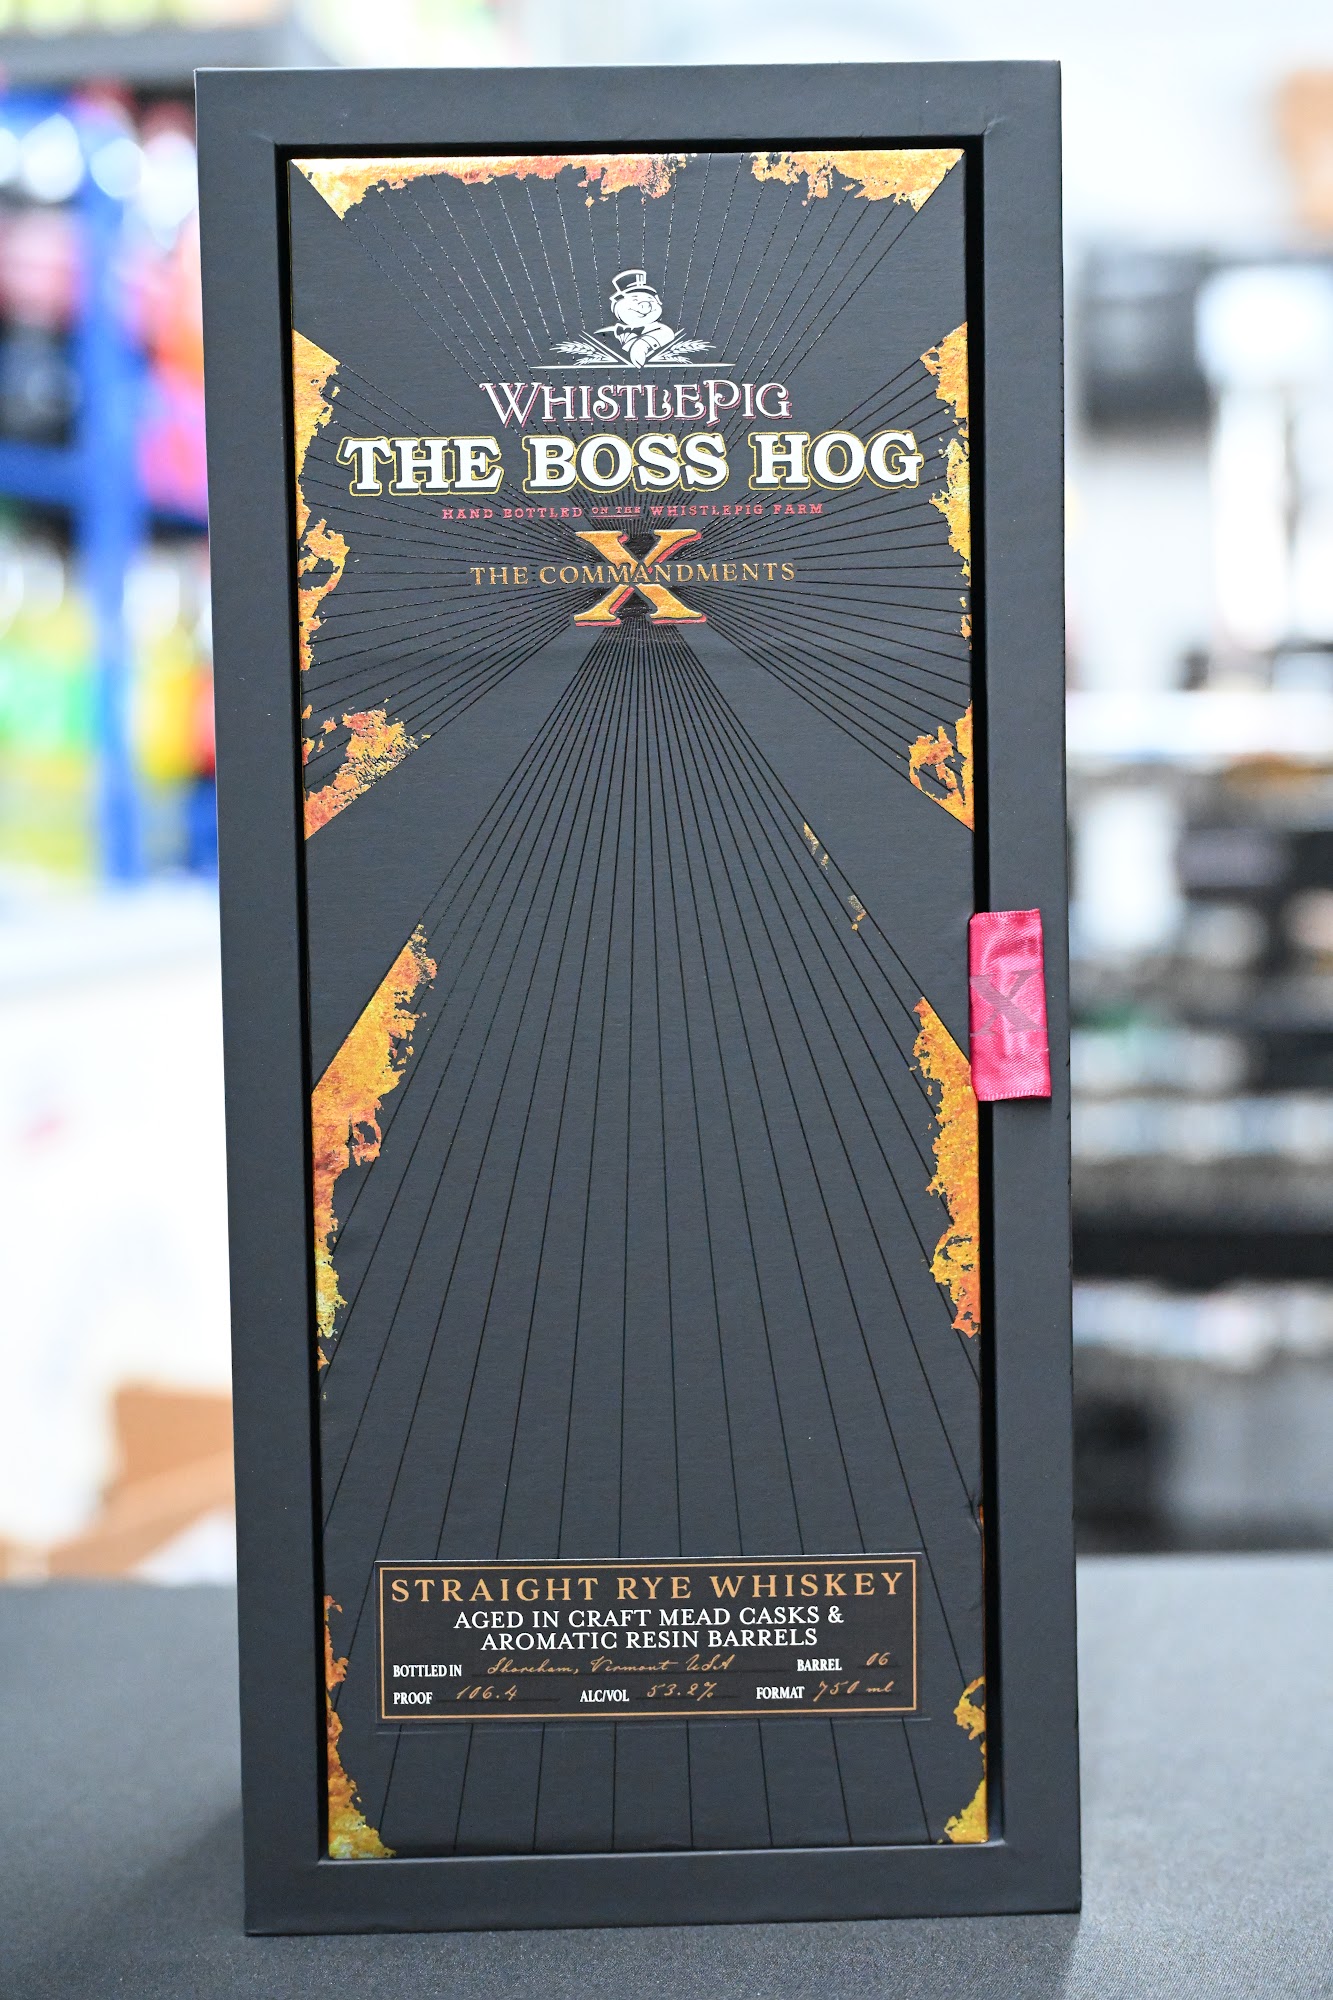 WHISTLEPIG
THE BOSS HOG
HAND BOTTLED ON THE WHISTLEPIG FARM
X
THE COMMANDMENTS
X
STRAIGHT RYE WHISKEY
AGED IN CRAFT MEAD CASKS &
AROMATIC RESIN BARRELS
BOTTLED IN Shoreham, Vermont USA BARREL 06
PROOF 106.4 ALC/VOL 53.2% FORMAT 750 ml